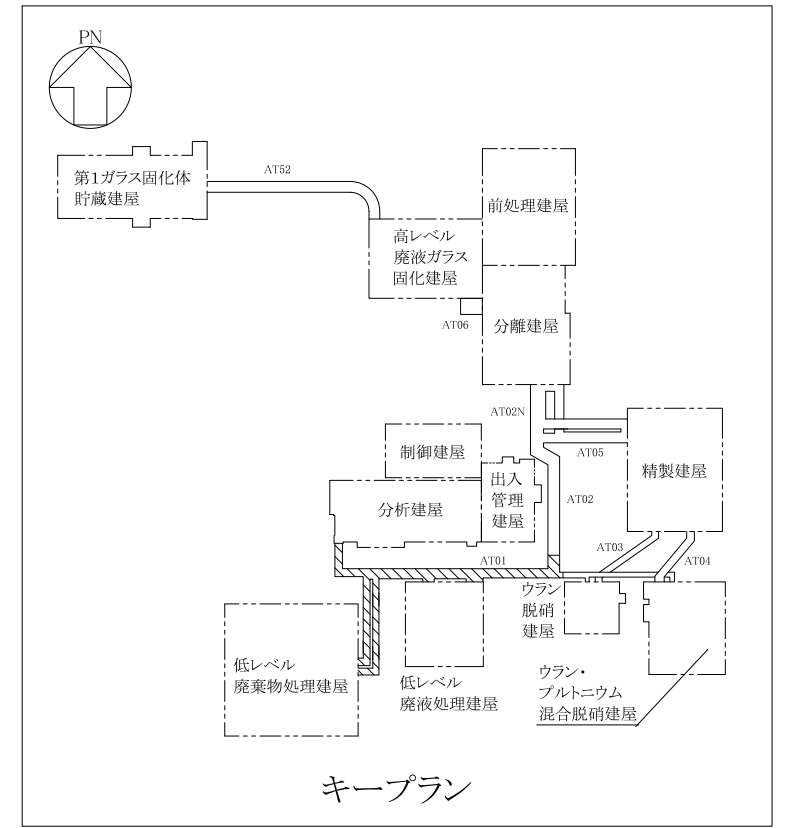 PN
AT52
第1ガラス固化体
貯蔵建屋
前処理建屋
高レベル
廃液ガラス
固化建屋
AT06
分離建屋
AT02N
制御建屋
AT05
精製建屋
出入
管理
建屋
AT02
分析建屋
AT03
AT01
AT04
ウラン
脱硝
建屋
低レベル
廃棄物処理建屋
低レベル
廃液処理建屋
ウラン・
プルトニウム
混合脱硝建屋
キープラン